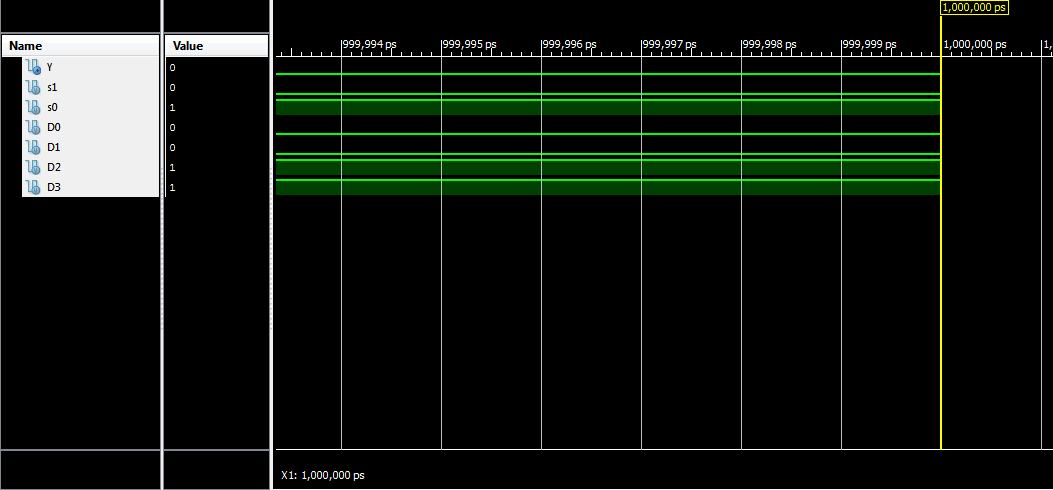 1,000,000 ps
Name Value
999,994 ps 999,995 ps 999,996 ps 999,997 ps 999,998 ps 999,999 ps 1,000,000 ps 1,
Y 0
s1 0
s0 1
D0 0
D1 0
D2 1
D3 1
X1: 1,000,000 ps